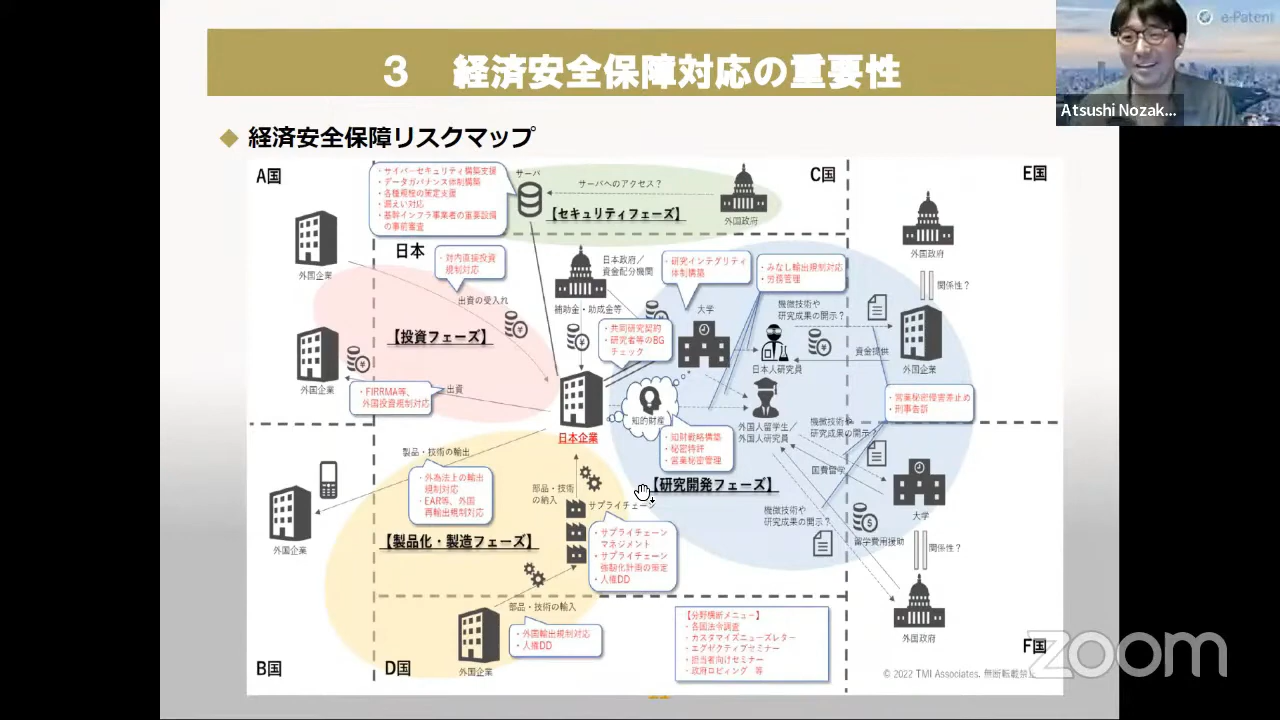 3 経済安全保障対応の重要性
e-Patent
Atsushi Nozak...
経済安全保障リスクマップ
A国
・サイバーセキュリティ構築支援
・データガバナンス体制構築
・各種規程の策定支援
・漏えい対応
・基幹インフラ事業者の重要設備
の事前審査
サーバ
サーバへのアクセス？
【セキュリティフェーズ】
外国政府
C国
E国
外国企業
日本
・対内直接投資
規制対応
出資の受入れ
【投資フェーズ】
外国企業
・FIRRMA等、
外国投資規制対応
出資
日本政府／
資金配分機関
補助金・助成金等
・研究インテグリティ
体制構築
・みなし輸出規制対応
・労務管理
大学
・共同研究契約
・研究者等のBG
チェック
機微技術や
研究成果の開示？
日本人研究員
資金提供
外国政府
関係性？
外国企業
・営業秘密侵害差止め
・刑事告訴
日本企業
知的財産
・知財戦略構築
・秘密特許
・営業秘密管理
外国人留学生／
外国人研究員
機微技術や
研究成果の開示？
国費留学
【研究開発フェーズ】
機微技術や
研究成果の開示？
大学
留学費用援助
関係性？
外国政府
製品・技術の輸出
・外為法上の輸出
規制対応
・EAR等、外国
再輸出規制対応
外国企業
部品・技術
の納入
サプライチェーン
・サプライチェーン
マネジメント
・サプライチェーン
強靱化計画の策定
・人権DD
【製品化・製造フェーズ】
部品・技術の輸入
・外国輸出規制対応
・人権DD
外国企業
【分野横断メニュー】
・各国法令調査
・カスタマイズニューズレター
・エグゼクティブセミナー
・担当者向けセミナー
・政府ロビイング 等
B国
D国
F国
© 2022 TMI Associates. 無断転載禁止
zoom